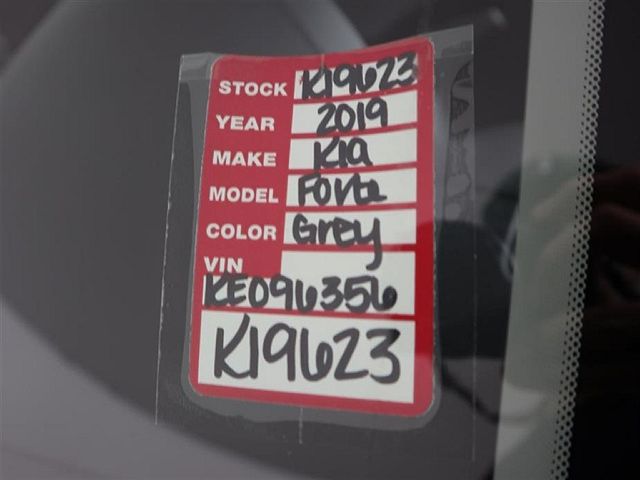 STOCK K19623
YEAR 2019
MAKE Kia
MODEL Forte
COLOR Grey
VIN
KE096356
K19623